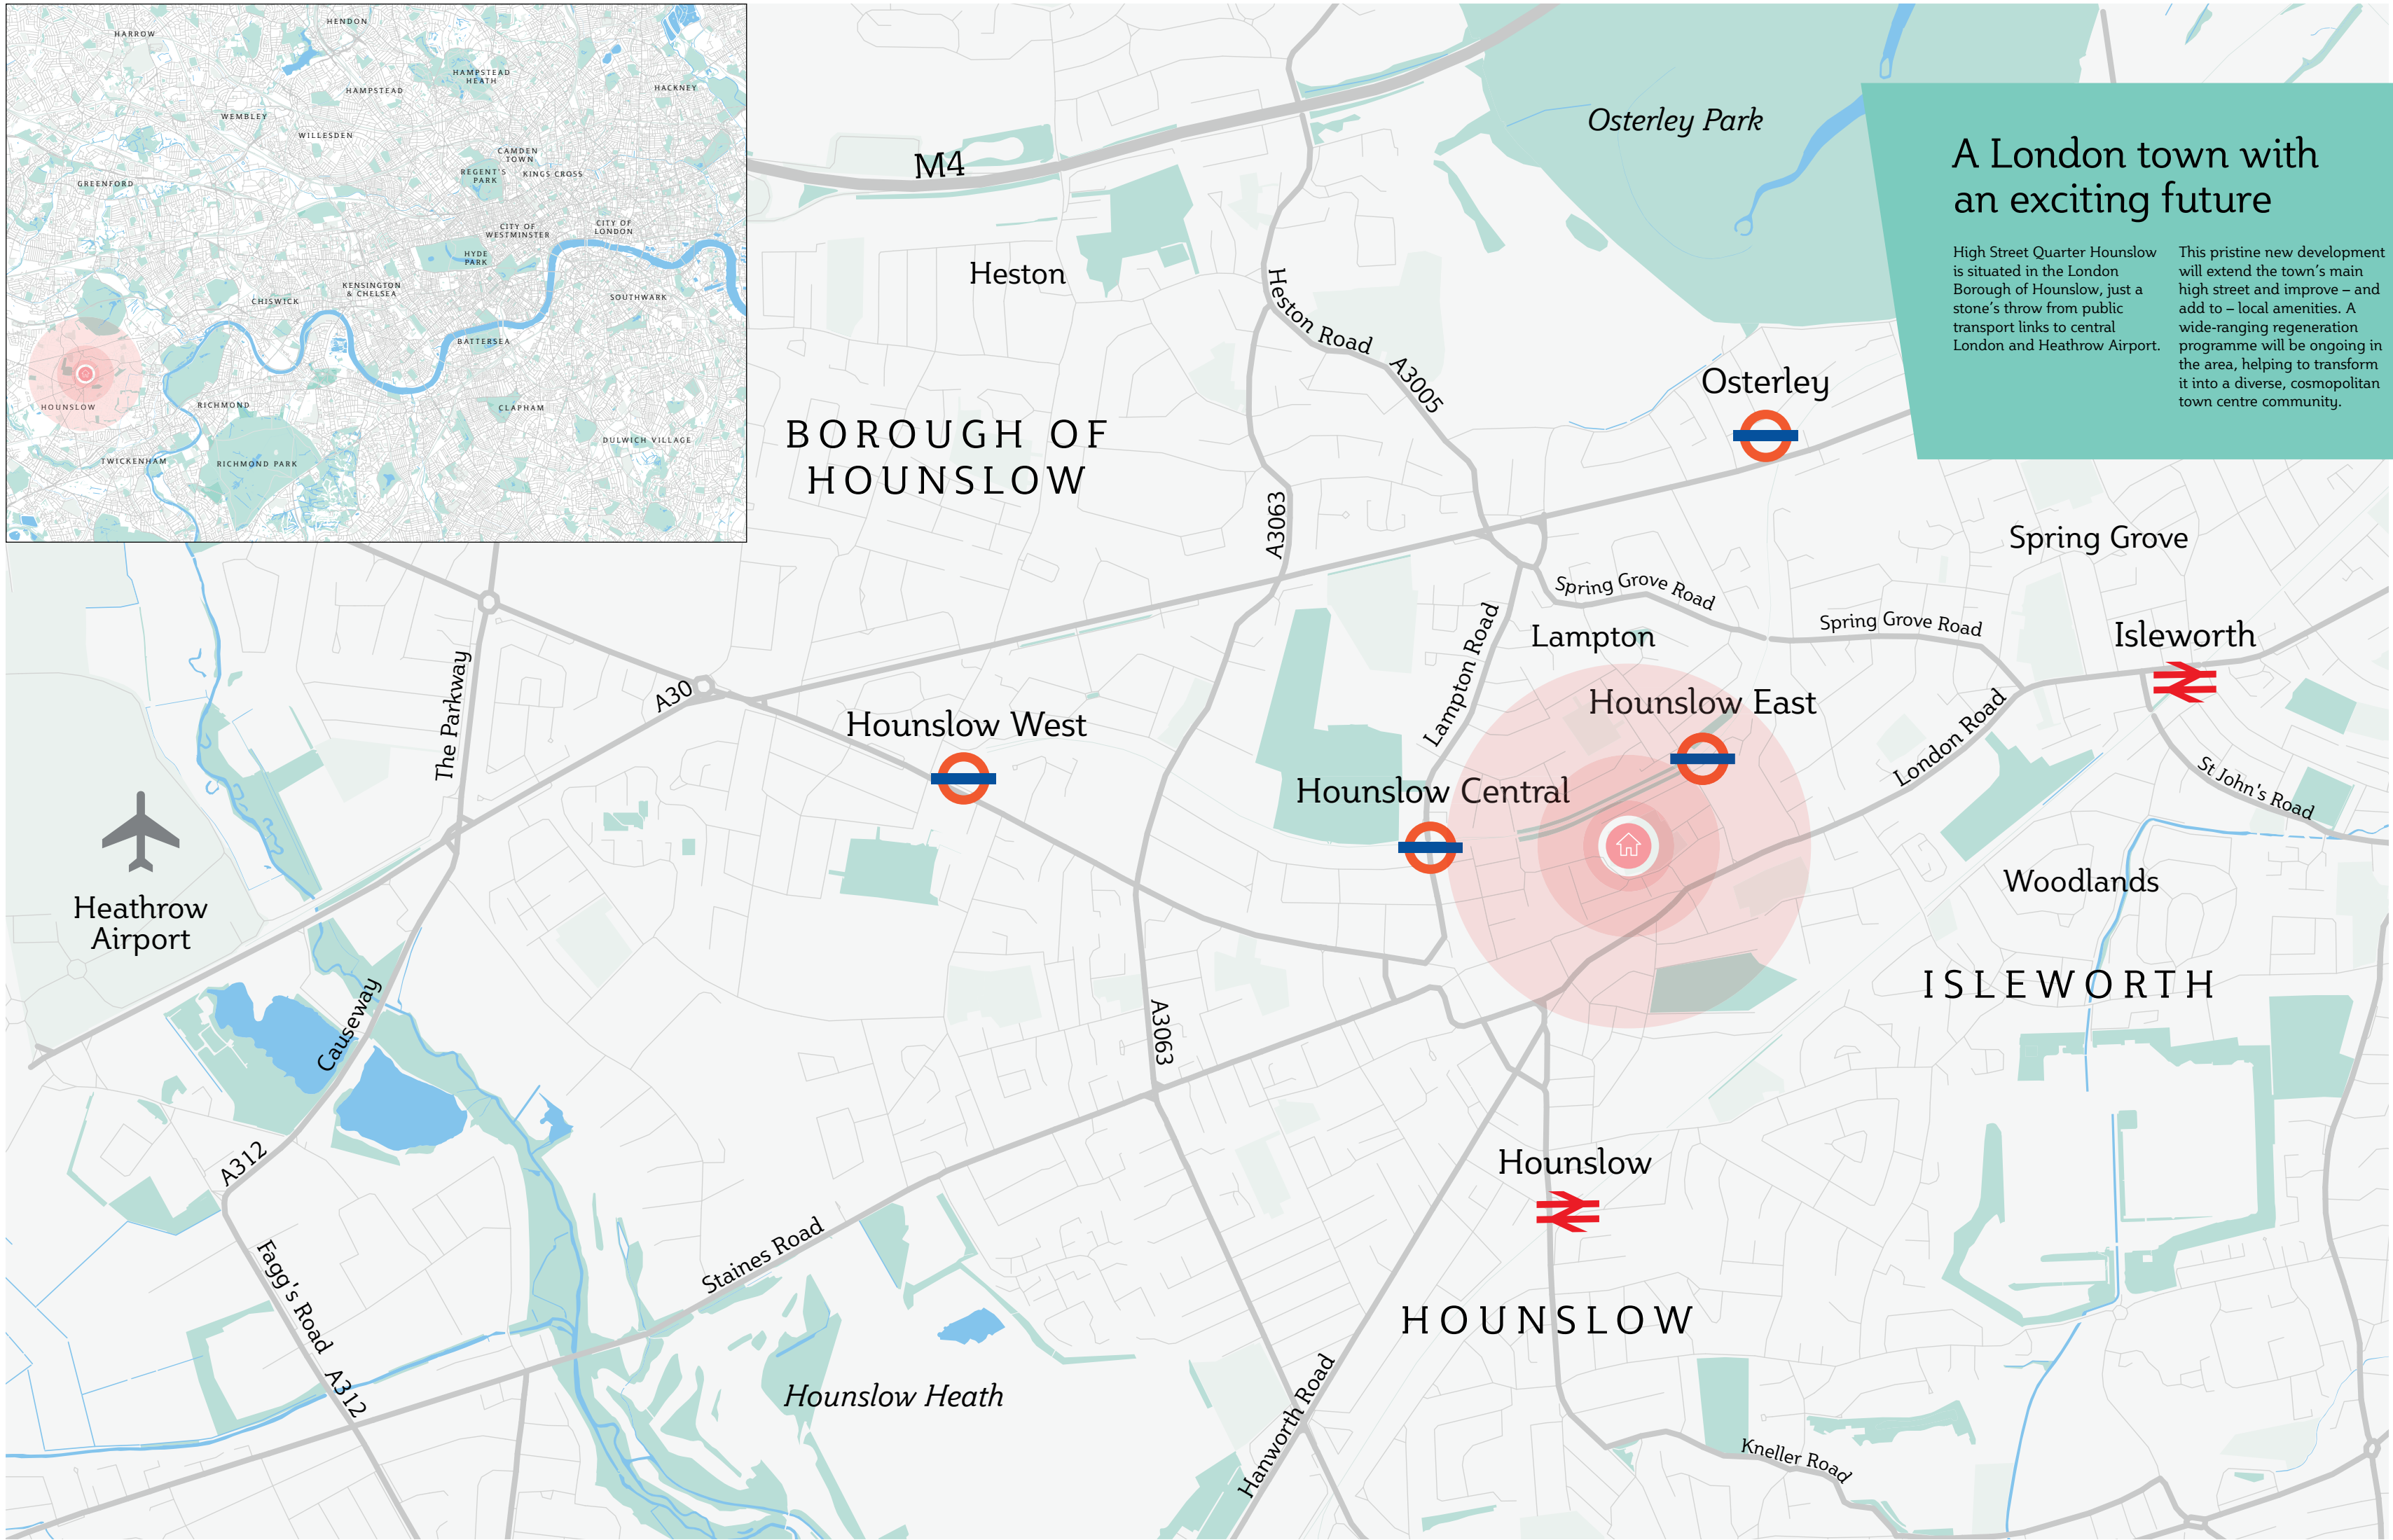 HENDON
HARROW
HAMPSTEAD
HEATH
HAMPSTEAD
HACKNEY
WEMBLEY
WILLESDEN
CAMDEN
TOWN
REGENT'S
PARK
KINGS CROSS
GREENFORD
CITY OF
WESTMINSTER
CITY OF
LONDON
HYDE
PARK
KENSINGTON
& CHELSEA
CHISWICK
SOUTHWARK
BATTERSEA
HOUNSLOW
RICHMOND
CLAPHAM
DULWICH VILLAGE
TWICKENHAM
RICHMOND PARK
M4
Osterley Park
A London town with
an exciting future
High Street Quarter Hounslow
is situated in the London
Borough of Hounslow, just a
stone's throw from public
transport links to central
London and Heathrow Airport.
This pristine new development
will extend the town's main
high street and improve – and
add to – local amenities. A
wide-ranging regeneration
programme will be ongoing in
the area, helping to transform
it into a diverse, cosmopolitan
town centre community.
Heston
Heston Road
A3005
Osterley
BOROUGH OF
HOUNSLOW
A3063
Spring Grove
Spring Grove Road
Spring Grove Road
Lampton
Lampton Road
Isleworth
The Parkway
A30
Hounslow West
Hounslow East
Hounslow Central
London Road
St John's Road
Heathrow
Airport
Woodlands
ISLEWORTH
Causeway
A3063
A312
Hounslow
Staines Road
Fagg's Road
A312
HOUNSLOW
Hounslow Heath
Hanworth Road
Kneller Road